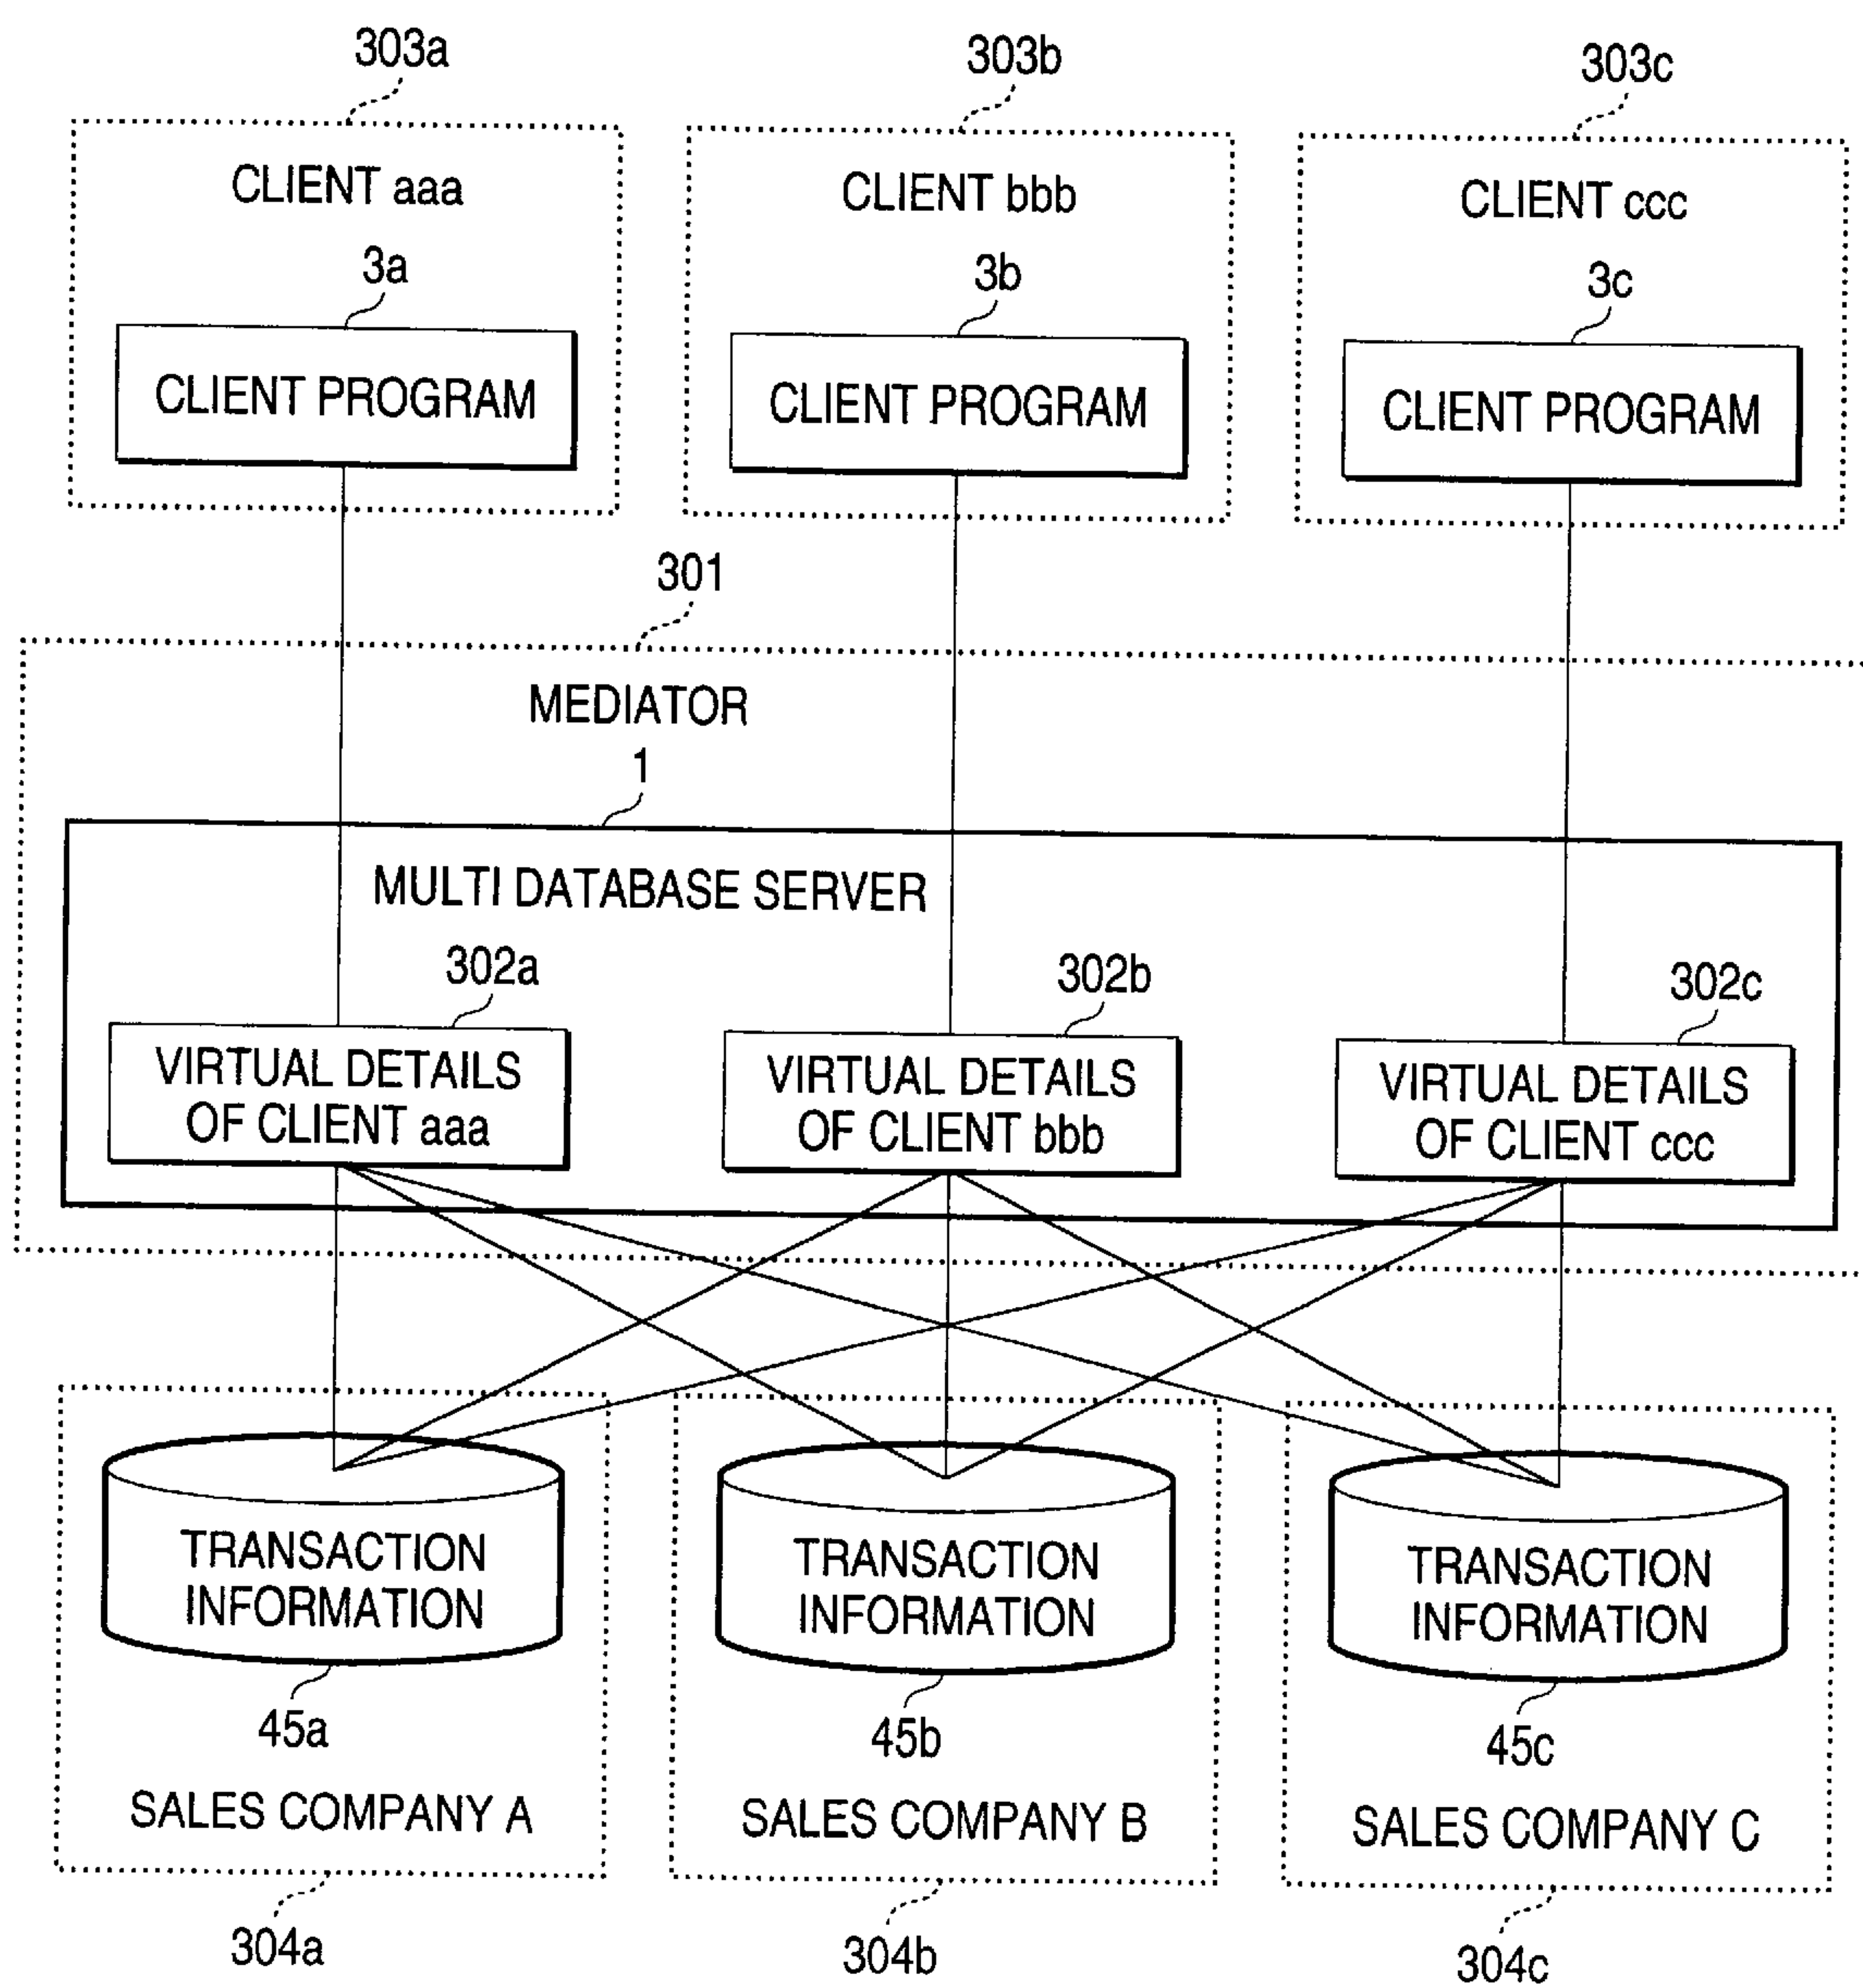 303a
303b
303c
CLIENT aaa
CLIENT bbb
CLIENT ccc
3a
3b
3c
CLIENT PROGRAM
CLIENT PROGRAM
CLIENT PROGRAM
301
MEDIATOR
1
MULTI DATABASE SERVER
302a
302b
302c
VIRTUAL DETAILS
OF CLIENT aaa
VIRTUAL DETAILS
OF CLIENT bbb
VIRTUAL DETAILS
OF CLIENT ccc
TRANSACTION
INFORMATION
TRANSACTION
INFORMATION
TRANSACTION
INFORMATION
45a
45b
45c
SALES COMPANY A
SALES COMPANY B
SALES COMPANY C
304a
304b
304c